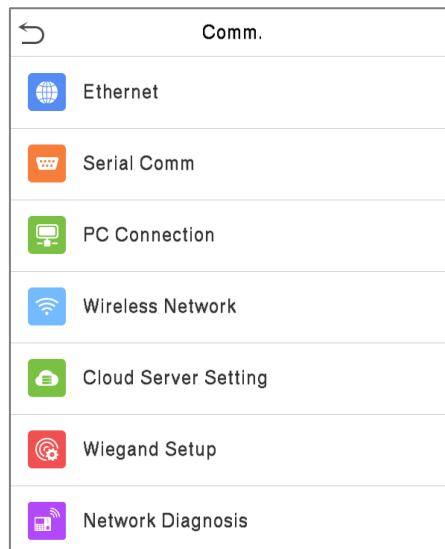 Comm.
Ethernet
Serial Comm
PC Connection
Wireless Network
Cloud Server Setting
Wiegand Setup
Network Diagnosis